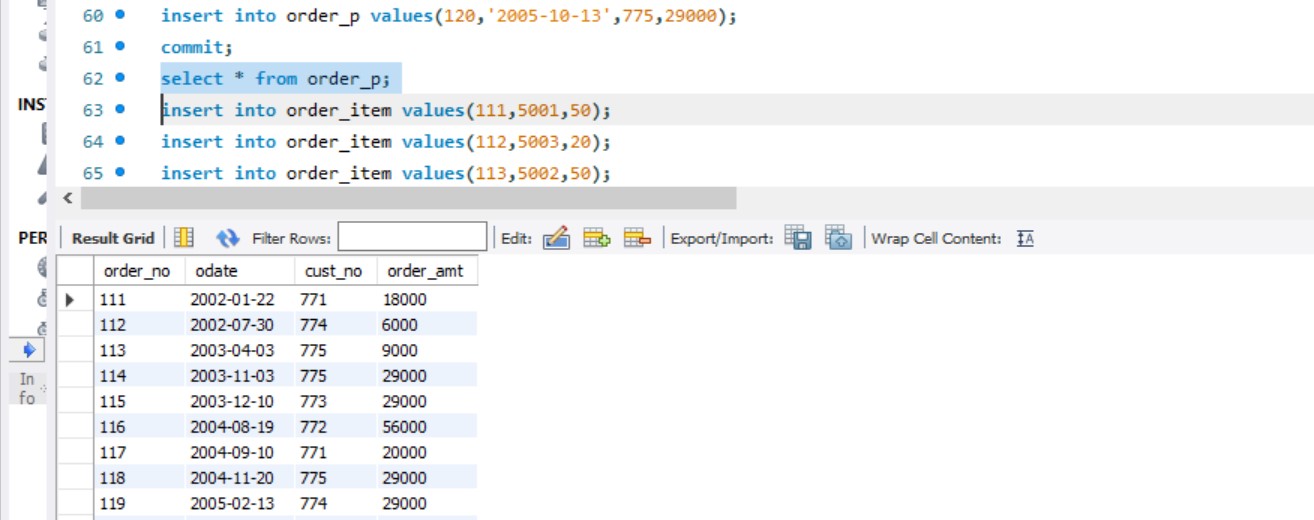 60 insert into order_p values(120,'2005-10-13',775,29000);
61 commit;
62 select * from order_p;
INS
63 insert into order_item values(111,5001,50);
64 insert into order_item values(112,5003,20);
65 insert into order_item values(113,5002,50);
<
PER
Result Grid Filter Rows: Edit: Export/Import: Wrap Cell Content: IA
order_no odate cust_no order_amt
111 2002-01-22 771 18000
112 2002-07-30 774 6000
113 2003-04-03 775 9000
114 2003-11-03 775 29000
In
fo
115 2003-12-10 773 29000
116 2004-08-19 772 56000
117 2004-09-10 771 20000
118 2004-11-20 775 29000
119 2005-02-13 774 29000